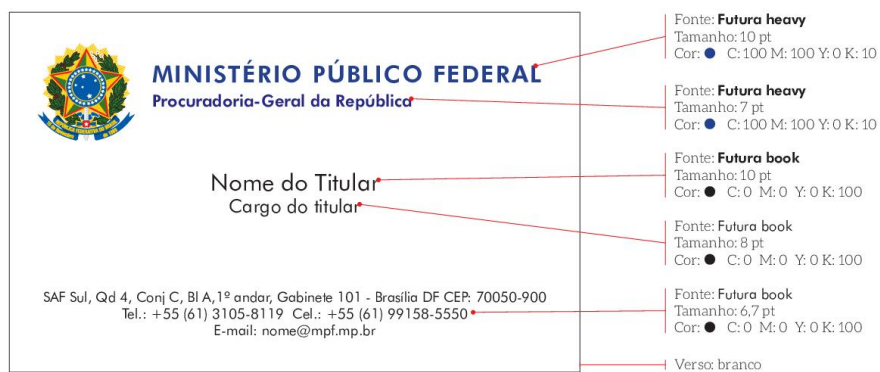 MINISTÉRIO PÚBLICO FEDERAL
Procuradoria-Geral da República
Nome do Titular
Cargo do titular
SAF Sul, Qd 4, Conj C, Bl A,1º andar, Gabinete 101 - Brasília DF CEP: 70050-900
Tel.: +55 (61) 3105-8119 Cel.: +55 (61) 99158-5550
E-mail: nome@mpf.mp.br
Fonte: Futura heavy
Tamanho: 10 pt
Cor: C: 100 M: 100 Y: 0 K: 10
Fonte: Futura heavy
Tamanho: 7 pt
Cor: C: 100 M: 100 Y: 0 K: 10
Fonte: Futura book
Tamanho: 10 pt
Cor: C: 0 M: 0 Y: 0 K: 100
Fonte: Futura book
Tamanho: 8 pt
Cor: C: 0 M: 0 Y: 0 K: 100
Fonte: Futura book
Tamanho: 6,7 pt
Cor: C: 0 M: 0 Y: 0 K: 100
Verso: branco